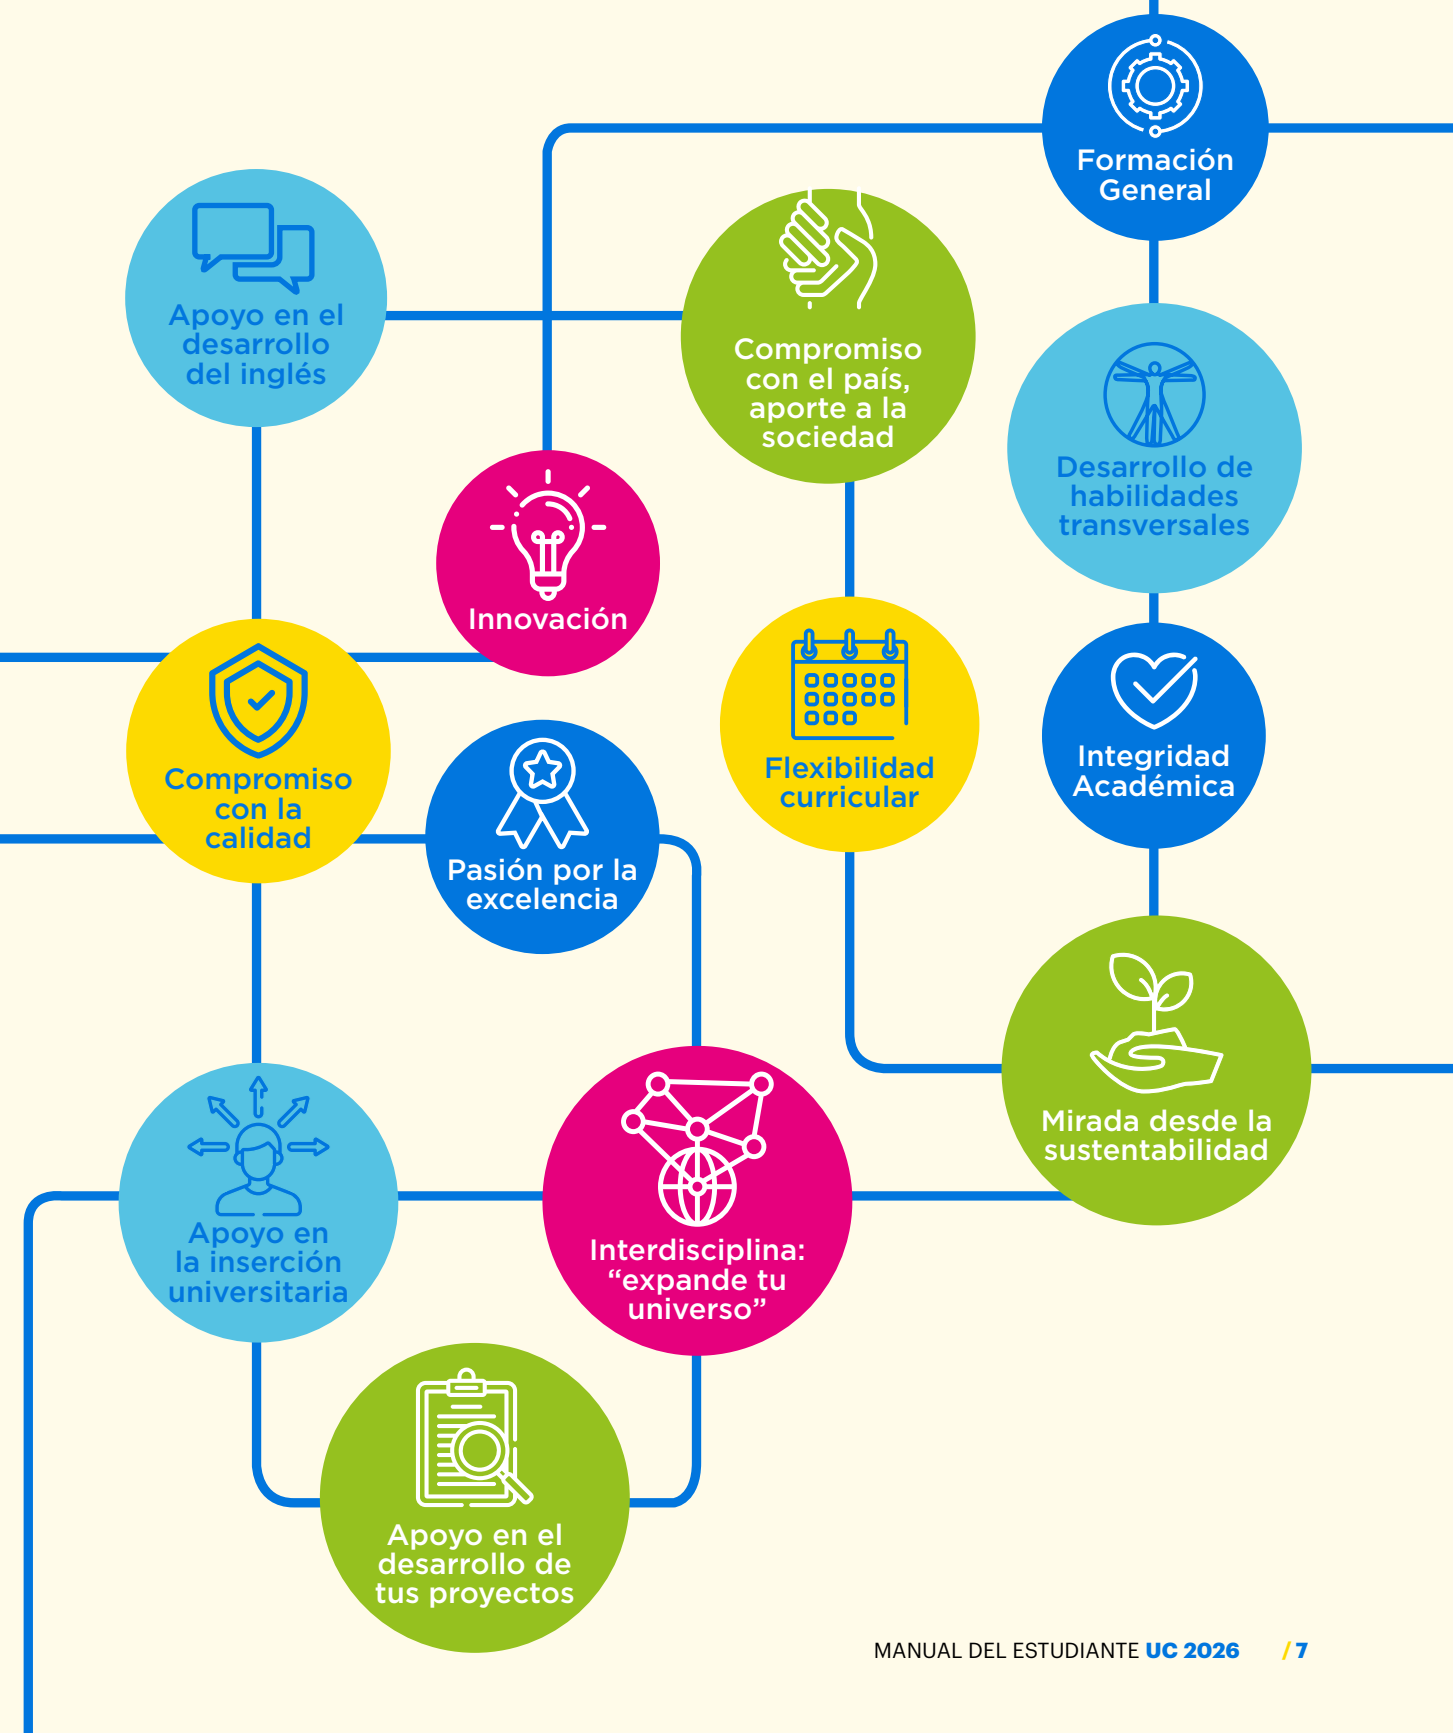 Formación
General
Apoyo en el
desarrollo
del inglés
Compromiso
con el país,
aporte a la
sociedad
Desarrollo de
habilidades
transversales
Innovación
Compromiso
con la
calidad
Flexibilidad
curricular
Integridad
Académica
Pasión por la
excelencia
Mirada desde la
sustentabilidad
Apoyo en
la inserción
universitaria
Interdisciplina:
“expande tu
universo”
Apoyo en el
desarrollo de
tus proyectos
MANUAL DEL ESTUDIANTE UC 2026 / 7